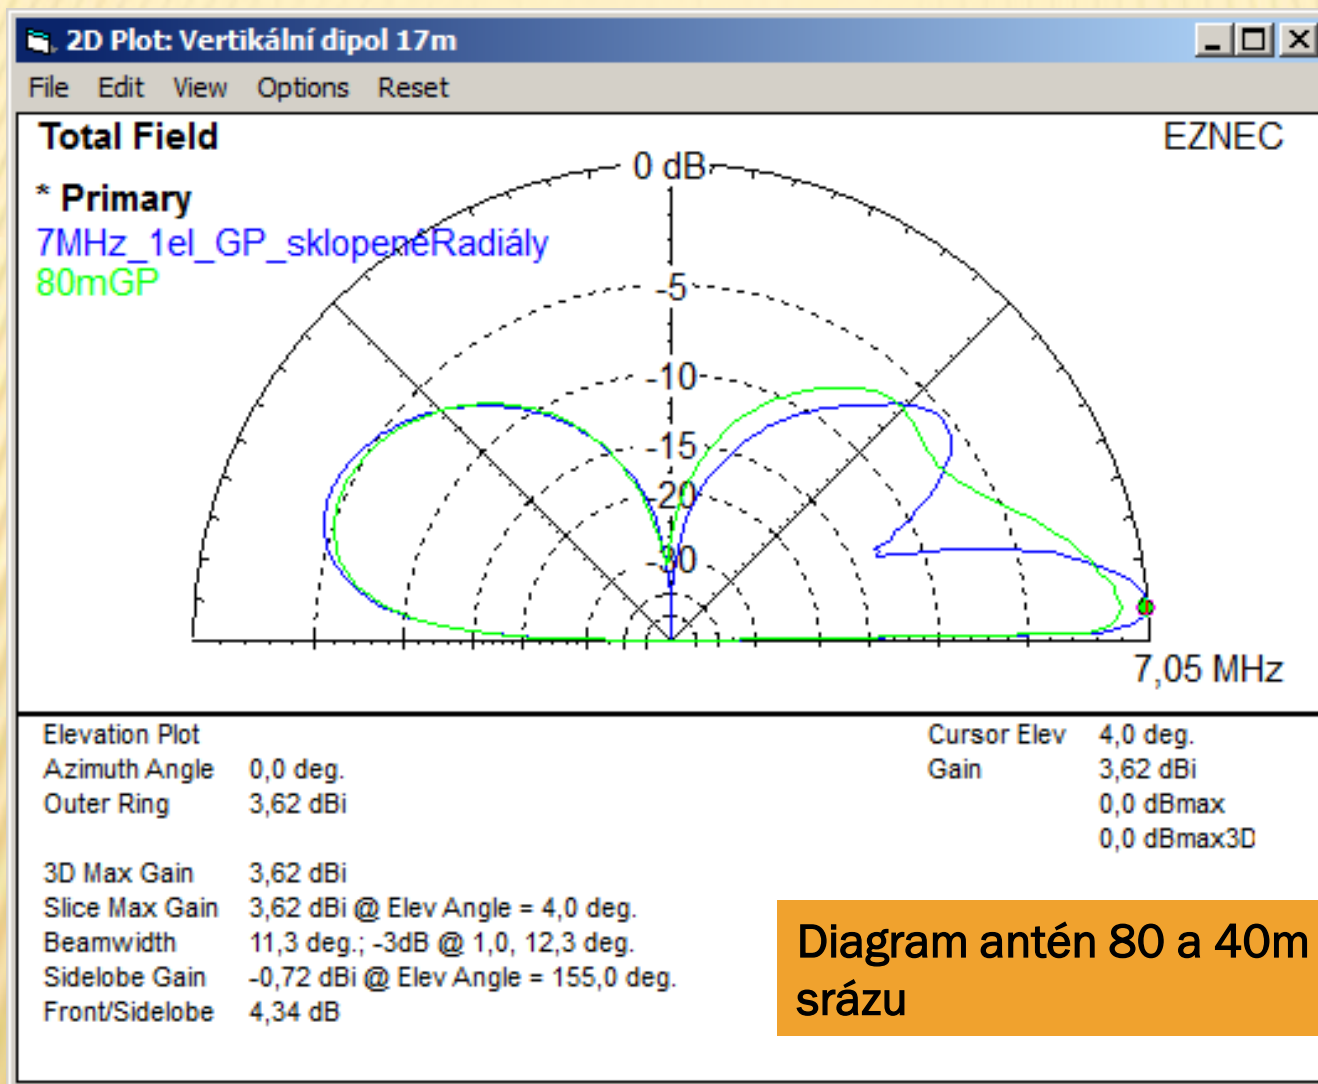 2D Plot: Vertikální dipol 17m
File Edit View Options Reset
Total Field
EZNEC
* Primary
7MHz_1el_GP_sklopenéRadiály
80mGP
0 dB
-5
-10
-15
-20
-30
7,05 MHz
Elevation Plot
Azimuth Angle 0,0 deg.
Outer Ring 3,62 dBi
3D Max Gain 3,62 dBi
Slice Max Gain 3,62 dBi @ Elev Angle = 4,0 deg.
Beamwidth 11,3 deg.; -3dB @ 1,0, 12,3 deg.
Sidelobe Gain -0,72 dBi @ Elev Angle = 155,0 deg.
Front/Sidelobe 4,34 dB
Cursor Elev 4,0 deg.
Gain 3,62 dBi
0,0 dBmax
0,0 dBmax3D
Diagram antén 80 a 40m
srázu